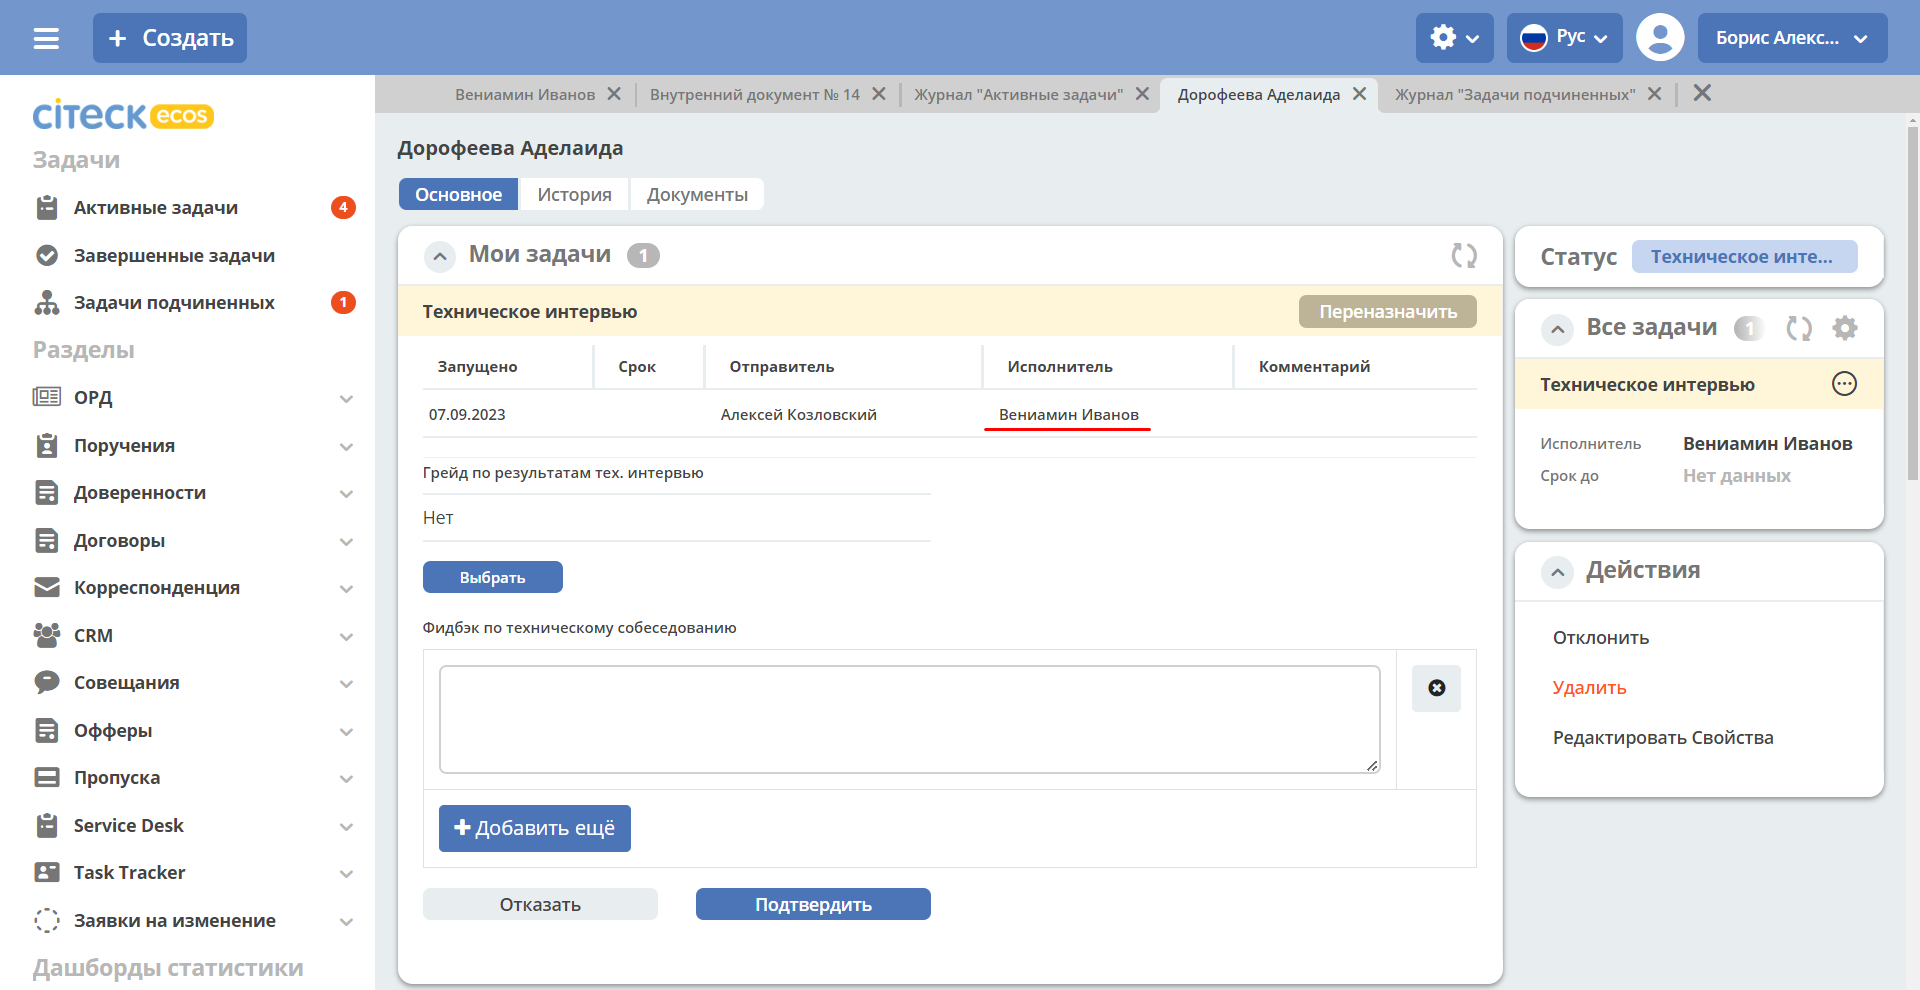 Создать
Рус
Борис Алекс...
Вениамин Иванов
Внутренний документ № 14
Журнал "Активные задачи"
Дорофеева Аделаида
Журнал "Задачи подчиненных"
citeck ecos
Задачи
Активные задачи 4
Завершенные задачи
Задачи подчиненных 1
Разделы
ОРД
Поручения
Доверенности
Договоры
Корреспонденция
CRM
Совещания
Офферы
Пропуска
Service Desk
Task Tracker
Заявки на изменение
Дашборды статистики
Дорофеева Аделаида
Основное История Документы
Мои задачи 1
Техническое интервью Переназначить
Запущено Срок Отправитель Исполнитель Комментарий
07.09.2023 Алексей Козловский Вениамин Иванов
Грейд по результатам тех. интервью
Нет
Выбрать
Фидбэк по техническому собеседованию
Добавить ещё
Отказать Подтвердить
Статус Техническое инте...
Все задачи 1
Техническое интервью
Исполнитель Вениамин Иванов
Срок до Нет данных
Действия
Отклонить
Удалить
Редактировать Свойства